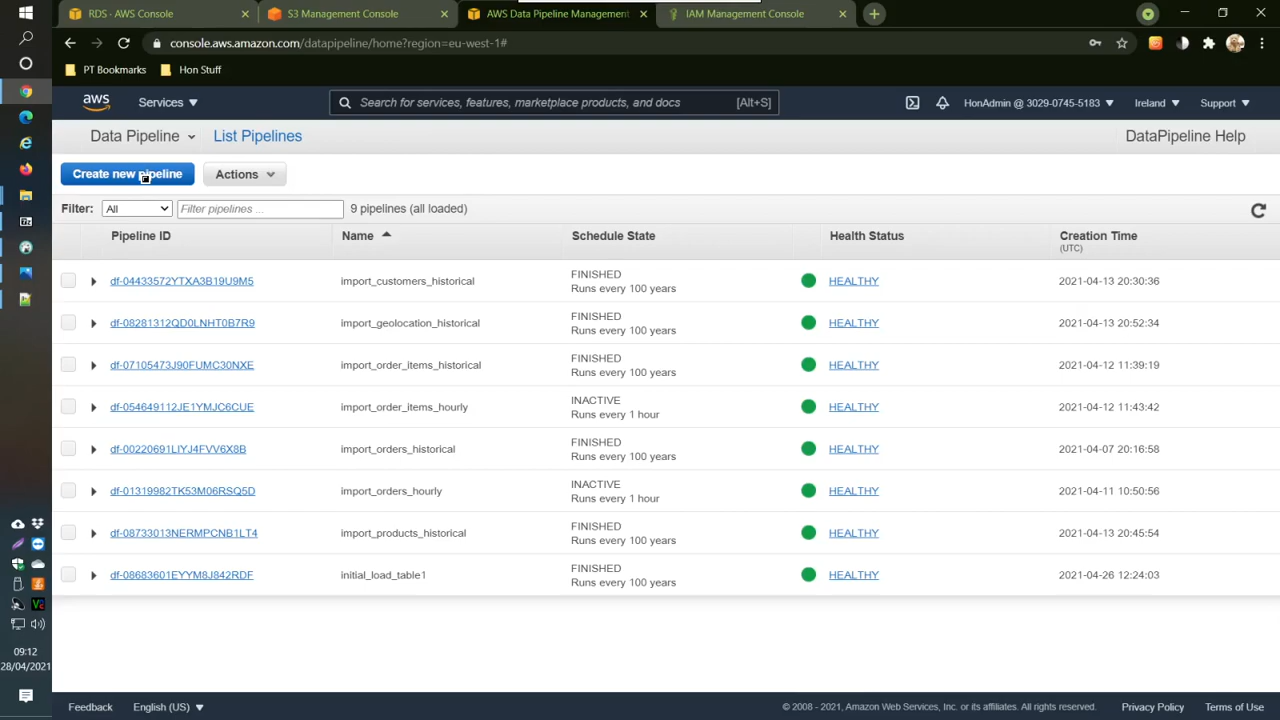 RDS - AWS Console
S3 Management Console
AWS Data Pipeline Management
IAM Management Console
console.aws.amazon.com/datapipeline/home?region=eu-west-1#
PT Bookmarks
Hon Stuff
aws
Services
Search for services, features, marketplace products, and docs
[Alt+S]
HonAdmin @ 3029-0745-5183
Ireland
Support
Data Pipeline
List Pipelines
DataPipeline Help
Create new pipeline
Actions
Filter:
All
Filter pipelines ...
9 pipelines (all loaded)
Pipeline ID
Name
Schedule State
Health Status
Creation Time
(UTC)
df-04433572YTXA3B19U9M5
import_customers_historical
FINISHED
Runs every 100 years
HEALTHY
2021-04-13 20:30:36
df-08281312QD0LNHT0B7R9
import_geolocation_historical
FINISHED
Runs every 100 years
HEALTHY
2021-04-13 20:52:34
df-07105473J90FUMC30NXE
import_order_items_historical
FINISHED
Runs every 100 years
HEALTHY
2021-04-12 11:39:19
df-054649112JE1YMJC6CUE
import_order_items_hourly
INACTIVE
Runs every 1 hour
HEALTHY
2021-04-12 11:43:42
df-00220691LIYJ4FVV6X8B
import_orders_historical
FINISHED
Runs every 100 years
HEALTHY
2021-04-07 20:16:58
df-01319982TK53M06RSQ5D
import_orders_hourly
INACTIVE
Runs every 1 hour
HEALTHY
2021-04-11 10:50:56
df-08733013NERMPCNB1LT4
import_products_historical
FINISHED
Runs every 100 years
HEALTHY
2021-04-13 20:45:54
df-08683601EYYM8J842RDF
initial_load_table1
FINISHED
Runs every 100 years
HEALTHY
2021-04-26 12:24:03
09:12
28/04/2021
Feedback
English (US)
© 2008 - 2021, Amazon Web Services, Inc. or its affiliates. All rights reserved.
Privacy Policy
Terms of Use